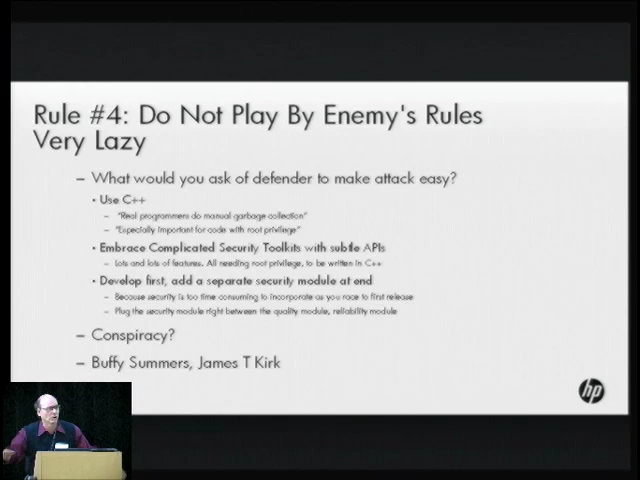 Rule #4: Do Not Play By Enemy's Rules
Very Lazy
– What would you ask of defender to make attack easy?
• Use C++
– "Real programmers do manual garbage collection"
– "Especially important for code with root privilege"
• Embrace Complicated Security Toolkits with subtle APIs
– Lots and lots of features. All needing root privilege, to be written in C++
• Develop first, add a separate security module at end
– Because security is too time consuming to incorporate as you race to first release
– Plug the security module right between the quality module, reliability module
– Conspiracy?
– Buffy Summers, James T Kirk
hp